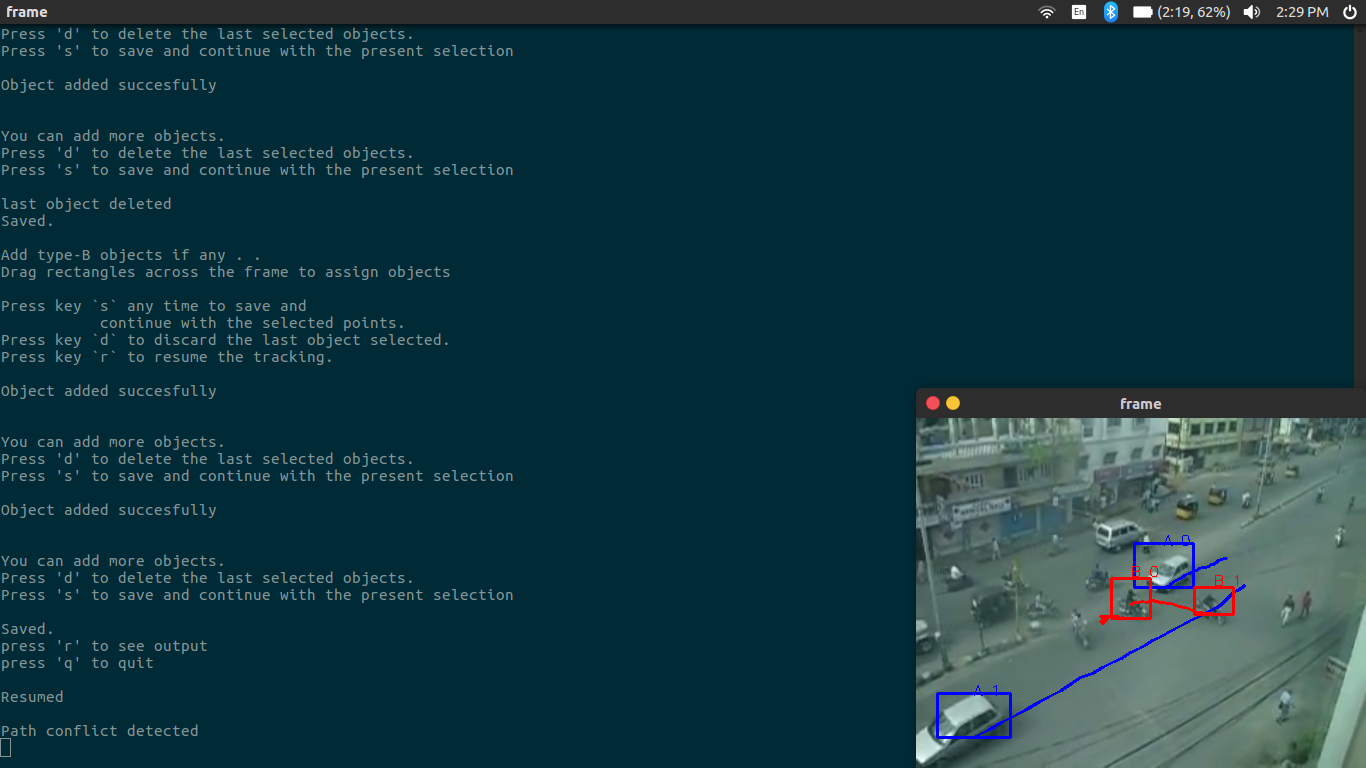 frame
En
(2:19, 62%)
2:29 PM
Press 'd' to delete the last selected objects.
Press 's' to save and continue with the present selection
Object added succesfully
You can add more objects.
Press 'd' to delete the last selected objects.
Press 's' to save and continue with the present selection
last object deleted
Saved.
Add type-B objects if any . .
Drag rectangles across the frame to assign objects
Press key `s` any time to save and
continue with the selected points.
Press key `d` to discard the last object selected.
Press key `r` to resume the tracking.
Object added succesfully
You can add more objects.
Press 'd' to delete the last selected objects.
Press 's' to save and continue with the present selection
Object added succesfully
You can add more objects.
Press 'd' to delete the last selected objects.
Press 's' to save and continue with the present selection
Saved.
press 'r' to see output
press 'q' to quit
Resumed
Path conflict detected
frame
A 0
B 0
B 1
A 1